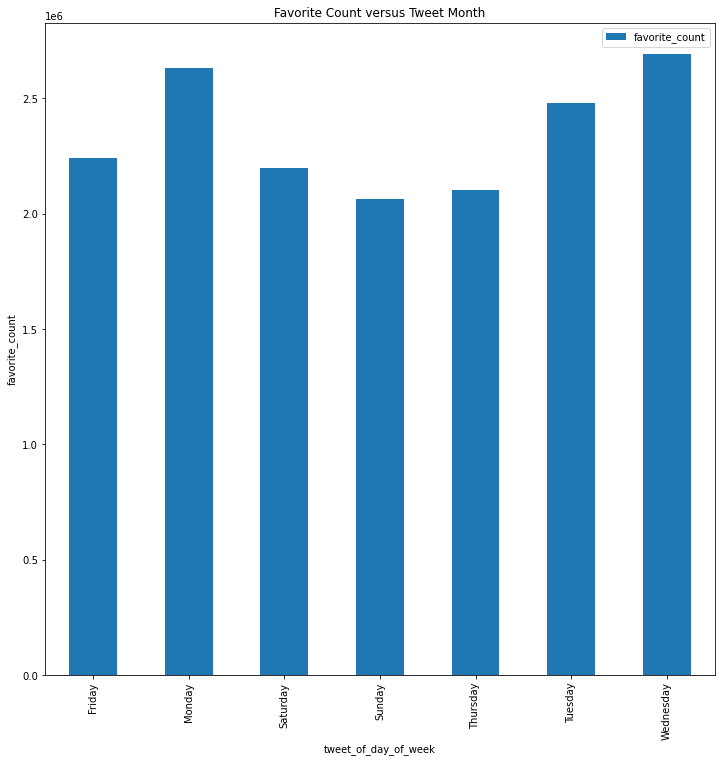 Favorite Count versus Tweet Month
1e6
favorite_count
2.5
2.0
1.5
1.0
0.5
0.0
favorite_count
Friday
Monday
Saturday
Sunday
Thursday
Tuesday
Wednesday
tweet_of_day_of_week